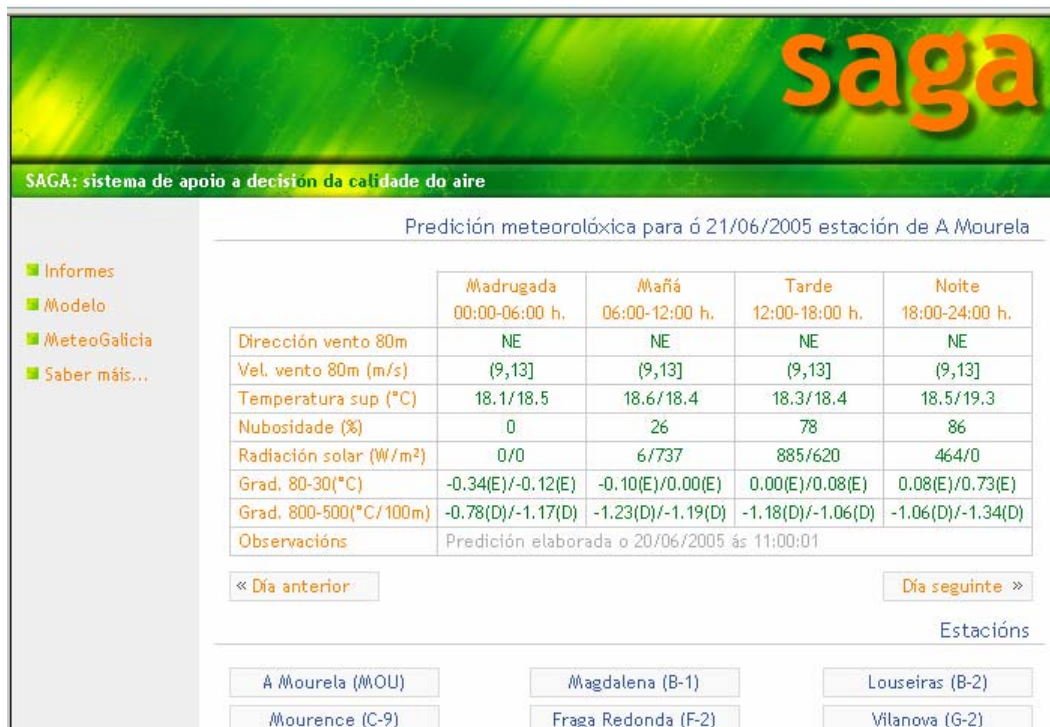 saga
SAGA: sistema de apoio a decisión da calidade do aire
Predición meteorolóxica para ó 21/06/2005 estación de A Mourela
Informes
Modelo
MeteoGalicia
Saber máis...
Madrugada Mañá Tarde Noite
00:00-06:00 h. 06:00-12:00 h. 12:00-18:00 h. 18:00-24:00 h.
Dirección vento 80m NE NE NE NE
Vel. vento 80m (m/s) (9,13] (9,13] (9,13] (9,13]
Temperatura sup (°C) 18.1/18.5 18.6/18.4 18.3/18.4 18.5/19.3
Nubosidade (%) 0 26 78 86
Radiación solar (W/m²) 0/0 6/737 885/620 464/0
Grad. 80-30(°C) -0.34(E)/-0.12(E) -0.10(E)/0.00(E) 0.00(E)/0.08(E) 0.08(E)/0.73(E)
Grad. 800-500(°C/100m) -0.78(D)/-1.17(D) -1.23(D)/-1.19(D) -1.18(D)/-1.06(D) -1.06(D)/-1.34(D)
Observacións Predición elaborada o 20/06/2005 ás 11:00:01
« Día anterior Día seguinte »
Estacións
A Mourela (MOU) Magdalena (B-1) Louseiras (B-2)
Mourence (C-9) Fraga Redonda (F-2) Vilanova (G-2)